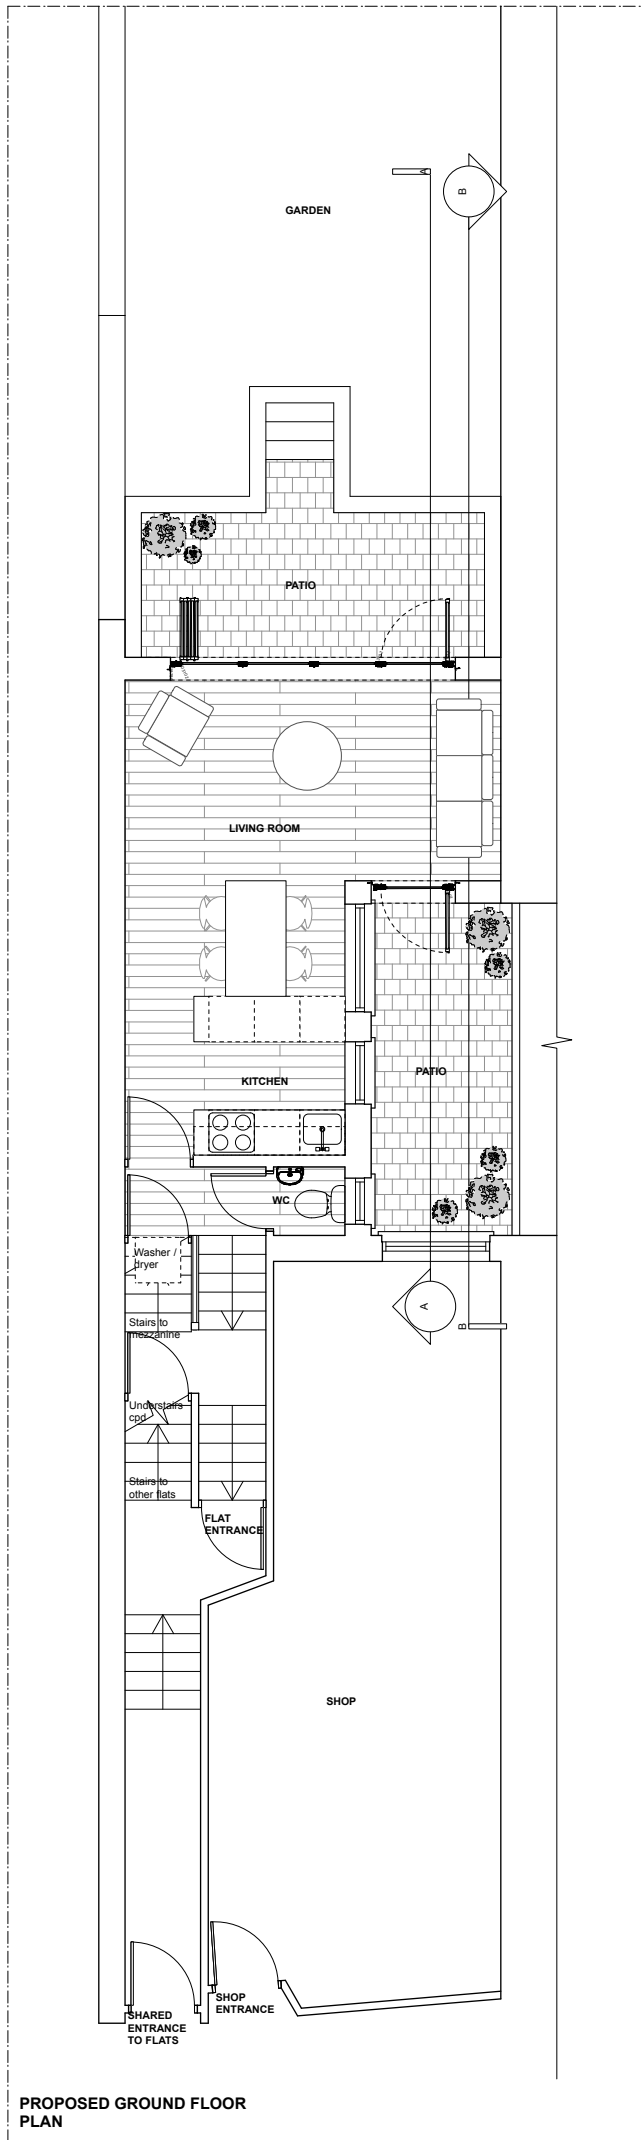 A
B
GARDEN
PATIO
LIVING ROOM
KITCHEN
PATIO
WC
Washer /
dryer
A
B
Stairs to
mezzanine
Understairs
cpd
Stairs to
other flats
FLAT
ENTRANCE
SHOP
SHOP
ENTRANCE
SHARED
ENTRANCE
TO FLATS
PROPOSED GROUND FLOOR
PLAN